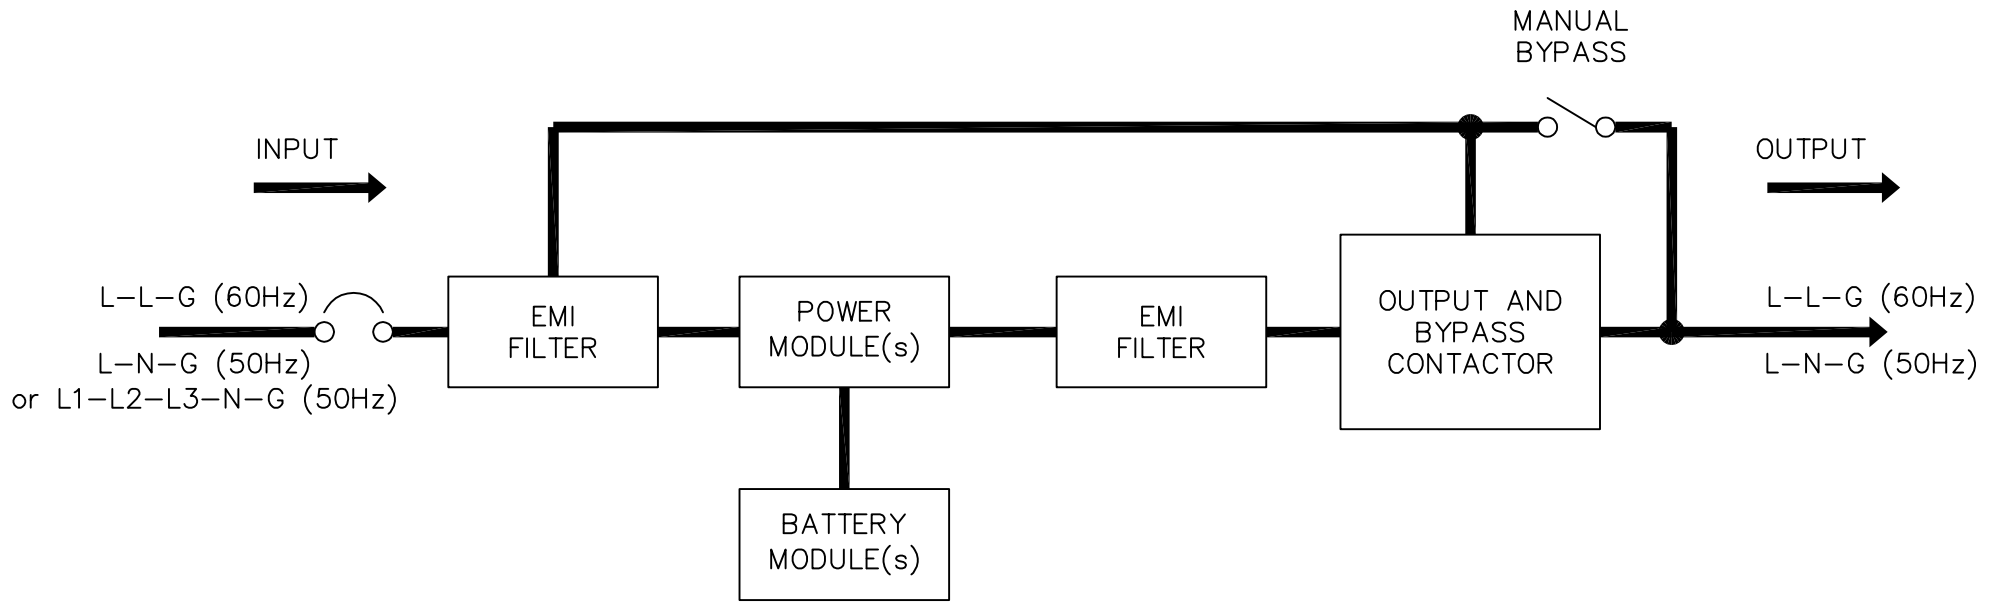 MANUAL
BYPASS
INPUT
OUTPUT
L-L-G (60Hz)
L-N-G (50Hz)
or L1-L2-L3-N-G (50Hz)
EMI
FILTER
POWER
MODULE(s)
EMI
FILTER
OUTPUT AND
BYPASS
CONTACTOR
L-L-G (60Hz)
L-N-G (50Hz)
BATTERY
MODULE(s)